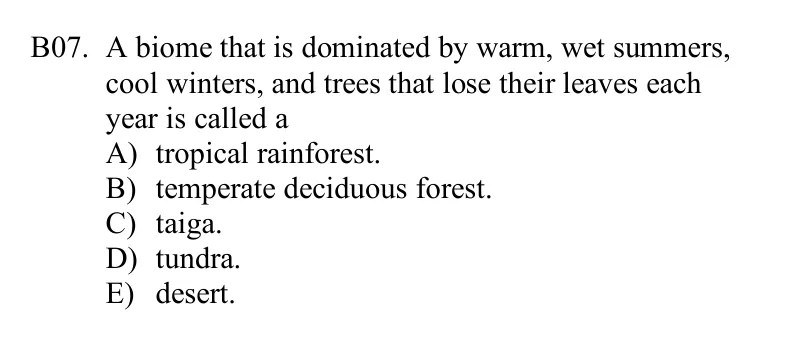 B07. A biome that is dominated by warm, wet summers,
cool winters, and trees that lose their leaves each
year is called a
A) tropical rainforest.
B) temperate deciduous forest.
C) taiga.
D) tundra.
E) desert.